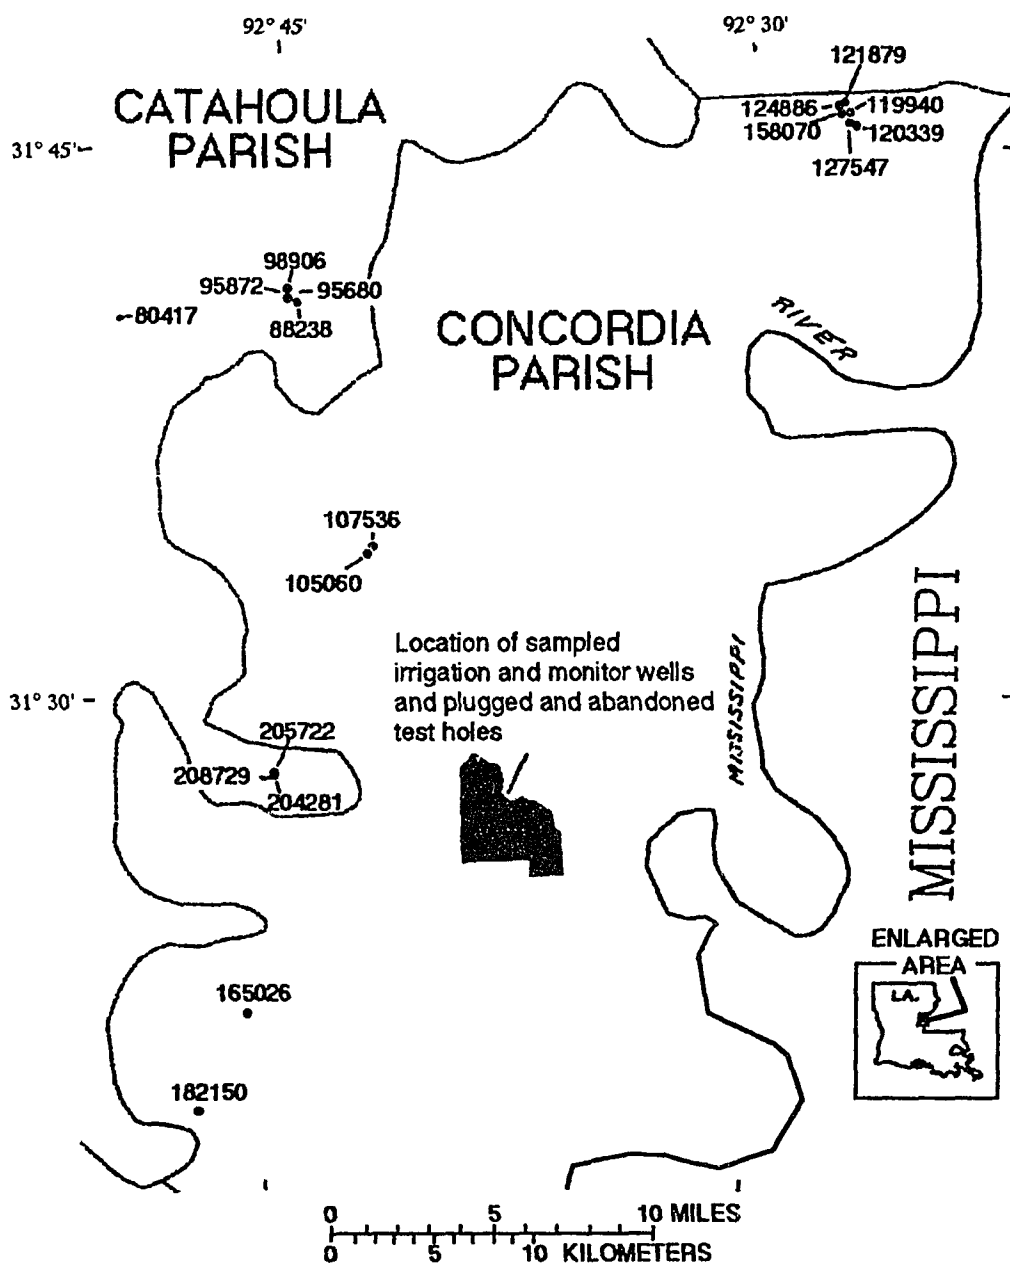 92° 45'
92° 30'
121879
CATAHOULA
PARISH
124886
119940
158070
120339
31° 45'
127547
98906
95872
95680
80417
88238
CONCORDIA
PARISH
RIVER
107536
105060
Location of sampled
irrigation and monitor wells
and plugged and abandoned
test holes
MISSISSIPPI
MISSISSIPPI
31° 30'
205722
208729
204281
ENLARGED
AREA
LA.
165026
182150
0 5 10 MILES
0 5 10 KILOMETERS